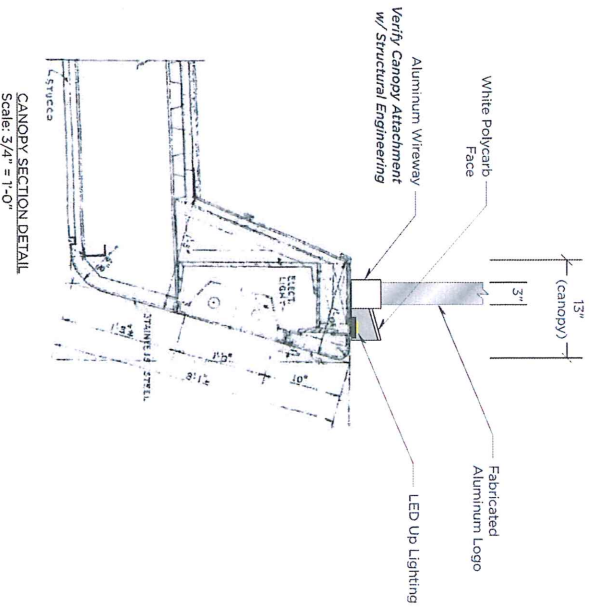 13"
(canopy)
3"
White Polycarb
Face
Fabricated
Aluminum Logo
Aluminum Wireway
Verify Canopy Attachment
w/ Structural Engineering
LED Up Lighting
ELECT.
LIGHT
STAINLESS STEEL
10"
STUCCO
CANOPY SECTION DETAIL
Scale: 3/4" = 1'-0"